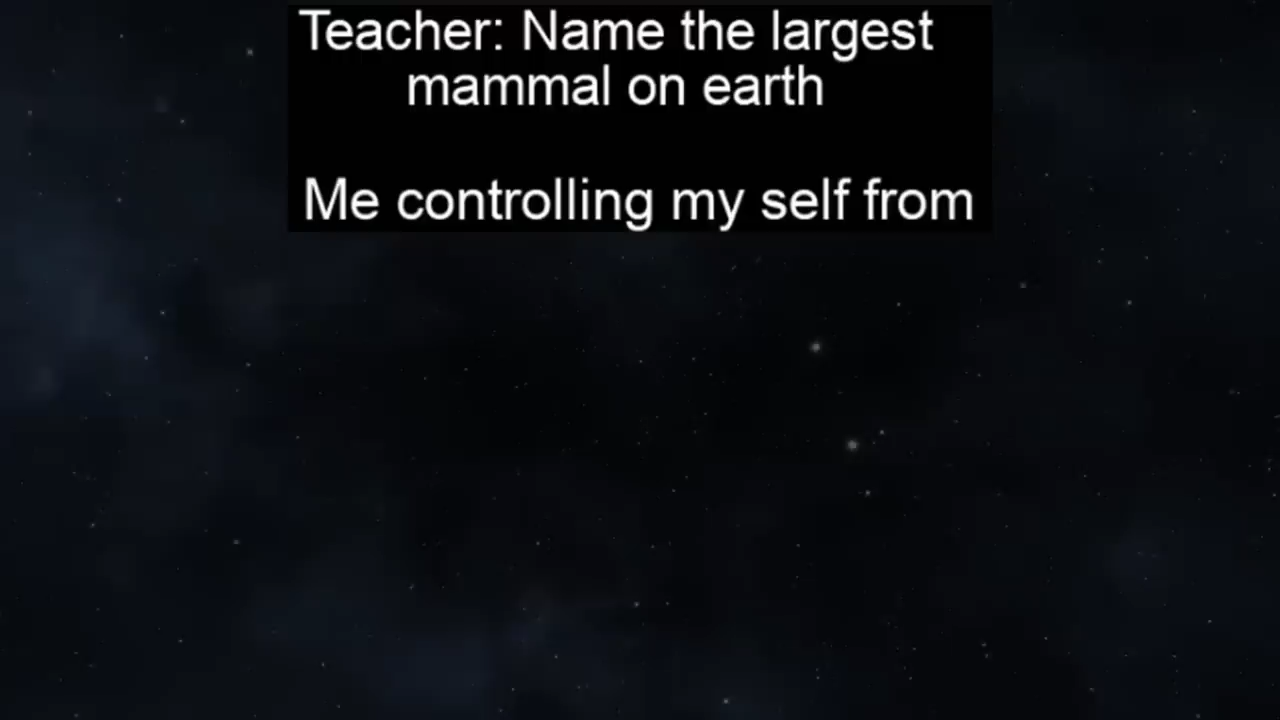 Teacher: Name the largest
mammal on earth
Me controlling my self from